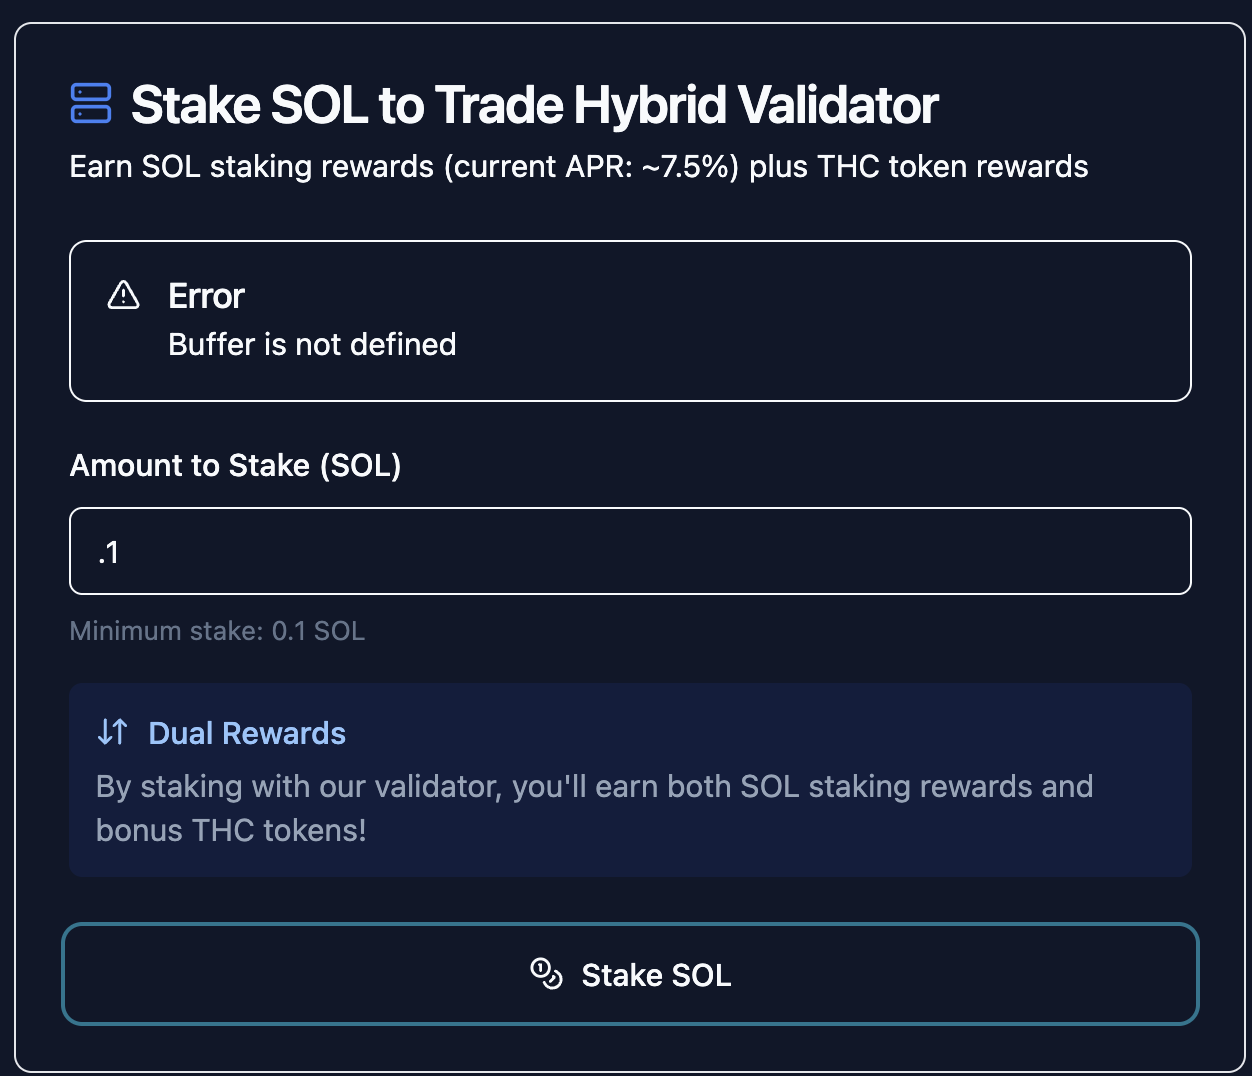 Stake SOL to Trade Hybrid Validator
Earn SOL staking rewards (current APR: ~7.5%) plus THC token rewards
Error
Buffer is not defined
Amount to Stake (SOL)
.1
Minimum stake: 0.1 SOL
Dual Rewards
By staking with our validator, you'll earn both SOL staking rewards and
bonus THC tokens!
Stake SOL